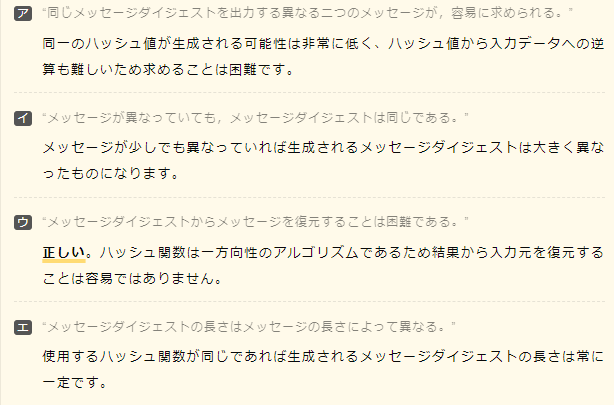 ア “同じメッセージダイジェストを出力する異なる二つのメッセージが，容易に求められる。”
同一のハッシュ値が生成される可能性は非常に低く、ハッシュ値から入力データへの逆
算も難しいため求めることは困難です。
イ “メッセージが異なっていても，メッセージダイジェストは同じである。”
メッセージが少しでも異なっていれば生成されるメッセージダイジェストは大きく異な
ったものになります。
ウ “メッセージダイジェストからメッセージを復元することは困難である。”
正しい。ハッシュ関数は一方向性のアルゴリズムであるため結果から入力元を復元する
ことは容易ではありません。
エ “メッセージダイジェストの長さはメッセージの長さによって異なる。”
使用するハッシュ関数が同じであれば生成されるメッセージダイジェストの長さは常に
一定です。